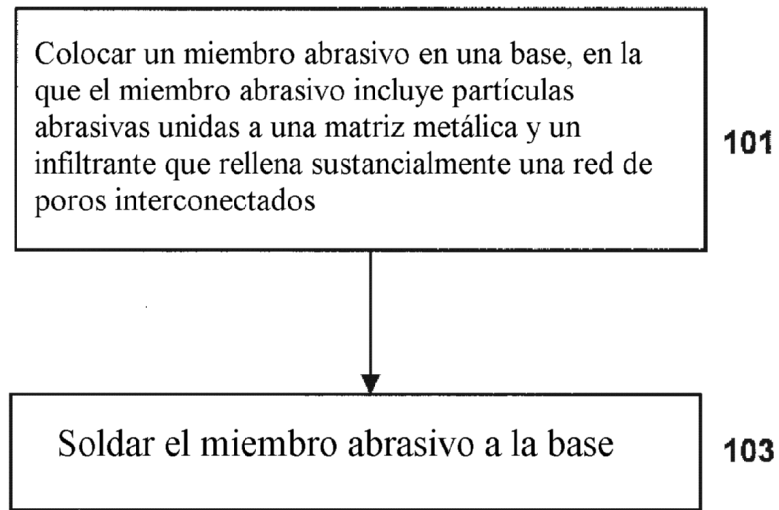 Colocar un miembro abrasivo en una base, en la
que el miembro abrasivo incluye partículas
abrasivas unidas a una matriz metálica y un
infiltrante que rellena sustancialmente una red de
poros interconectados
101
Soldar el miembro abrasivo a la base
103